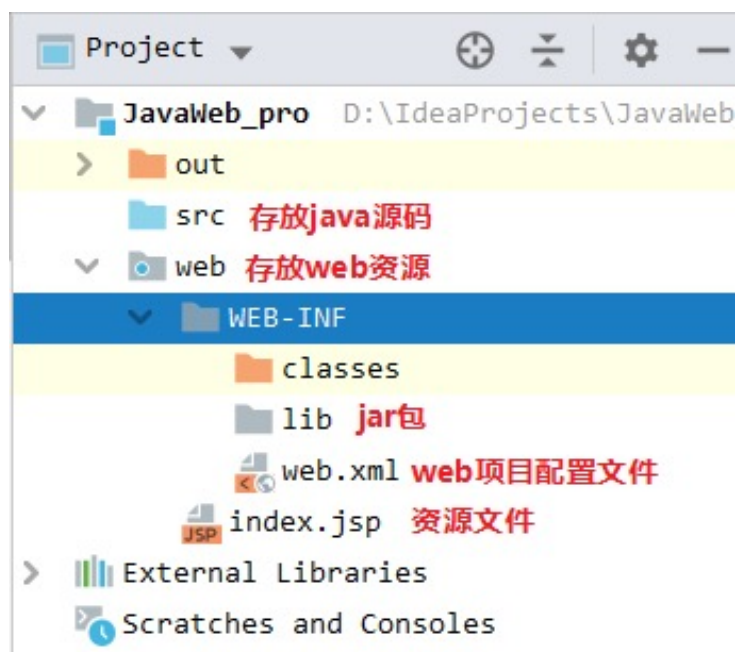 Project
JavaWeb_pro D:\IdeaProjects\JavaWeb
out
src 存放java源码
web 存放web资源
WEB-INF
classes
lib jar包
web.xml web项目配置文件
JSP index.jsp 资源文件
External Libraries
Scratches and Consoles